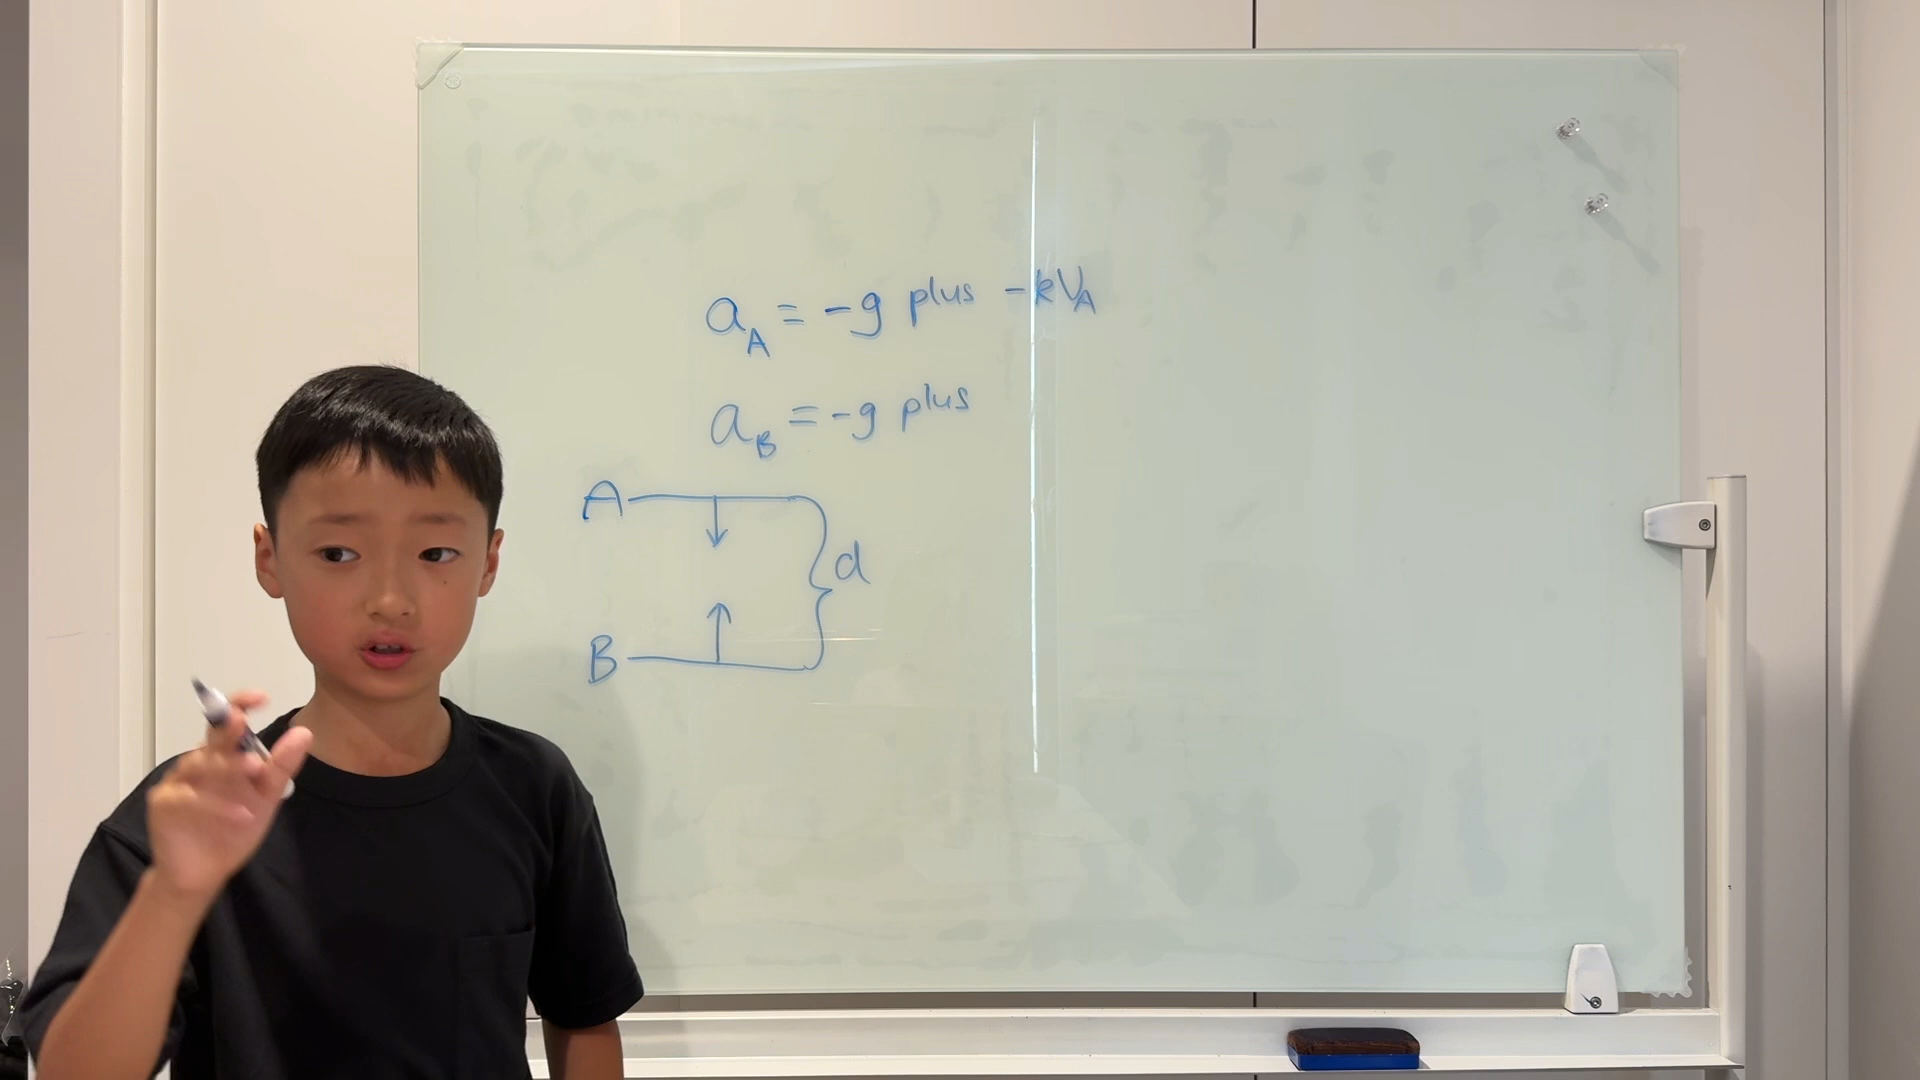 a_A = -g plus -kV_A
a_B = -g plus
A
d
B